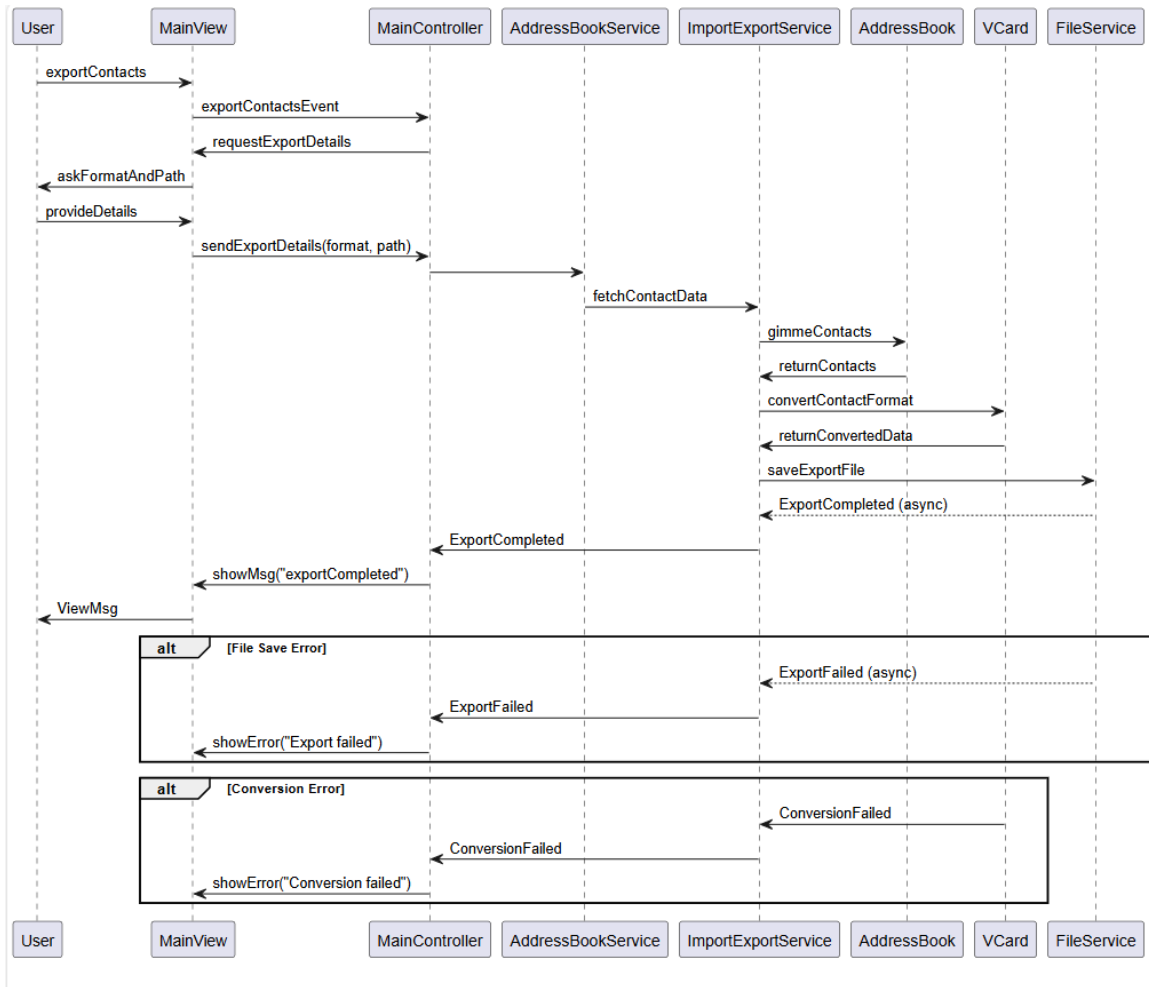 User MainView MainController AddressBookService ImportExportService AddressBook VCard FileService
exportContacts
exportContactsEvent
requestExportDetails
askFormatAndPath
provideDetails
sendExportDetails(format, path)
fetchContactData
gimmeContacts
returnContacts
convertContactFormat
returnConvertedData
saveExportFile
ExportCompleted (async)
ExportCompleted
showMsg("exportCompleted")
ViewMsg
alt [File Save Error]
ExportFailed (async)
ExportFailed
showError("Export failed")
alt [Conversion Error]
ConversionFailed
ConversionFailed
showError("Conversion failed")
User MainView MainController AddressBookService ImportExportService AddressBook VCard FileService